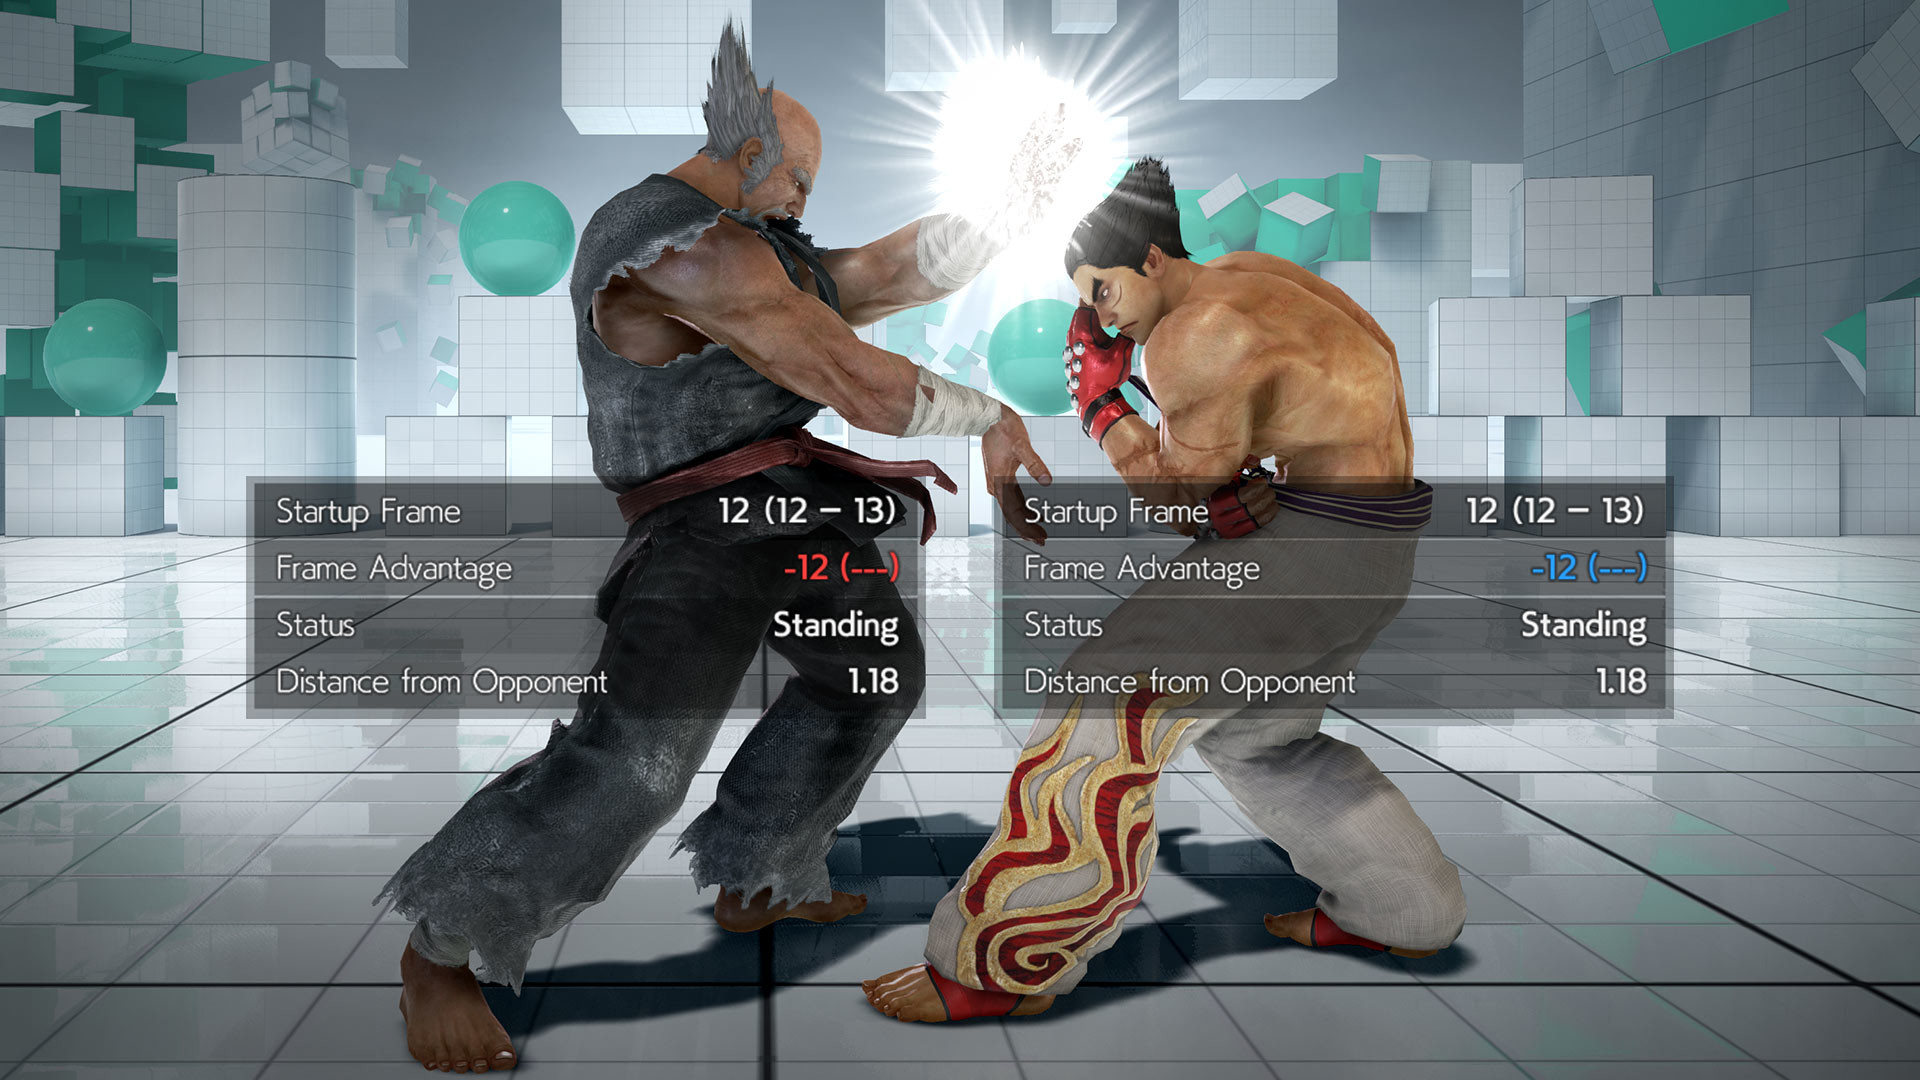 Startup Frame 12 (12 – 13)
Frame Advantage -12 (---)
Status Standing
Distance from Opponent 1.18
Startup Frame 12 (12 – 13)
Frame Advantage -12 (---)
Status Standing
Distance from Opponent 1.18